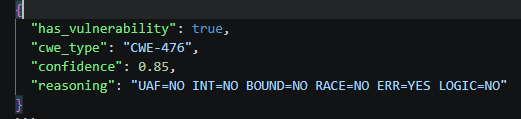 {
"has_vulnerability": true,
"cwe_type": "CWE-476",
"confidence": 0.85,
"reasoning": "UAF=NO INT=NO BOUND=NO RACE=NO ERR=YES LOGIC=NO"
}